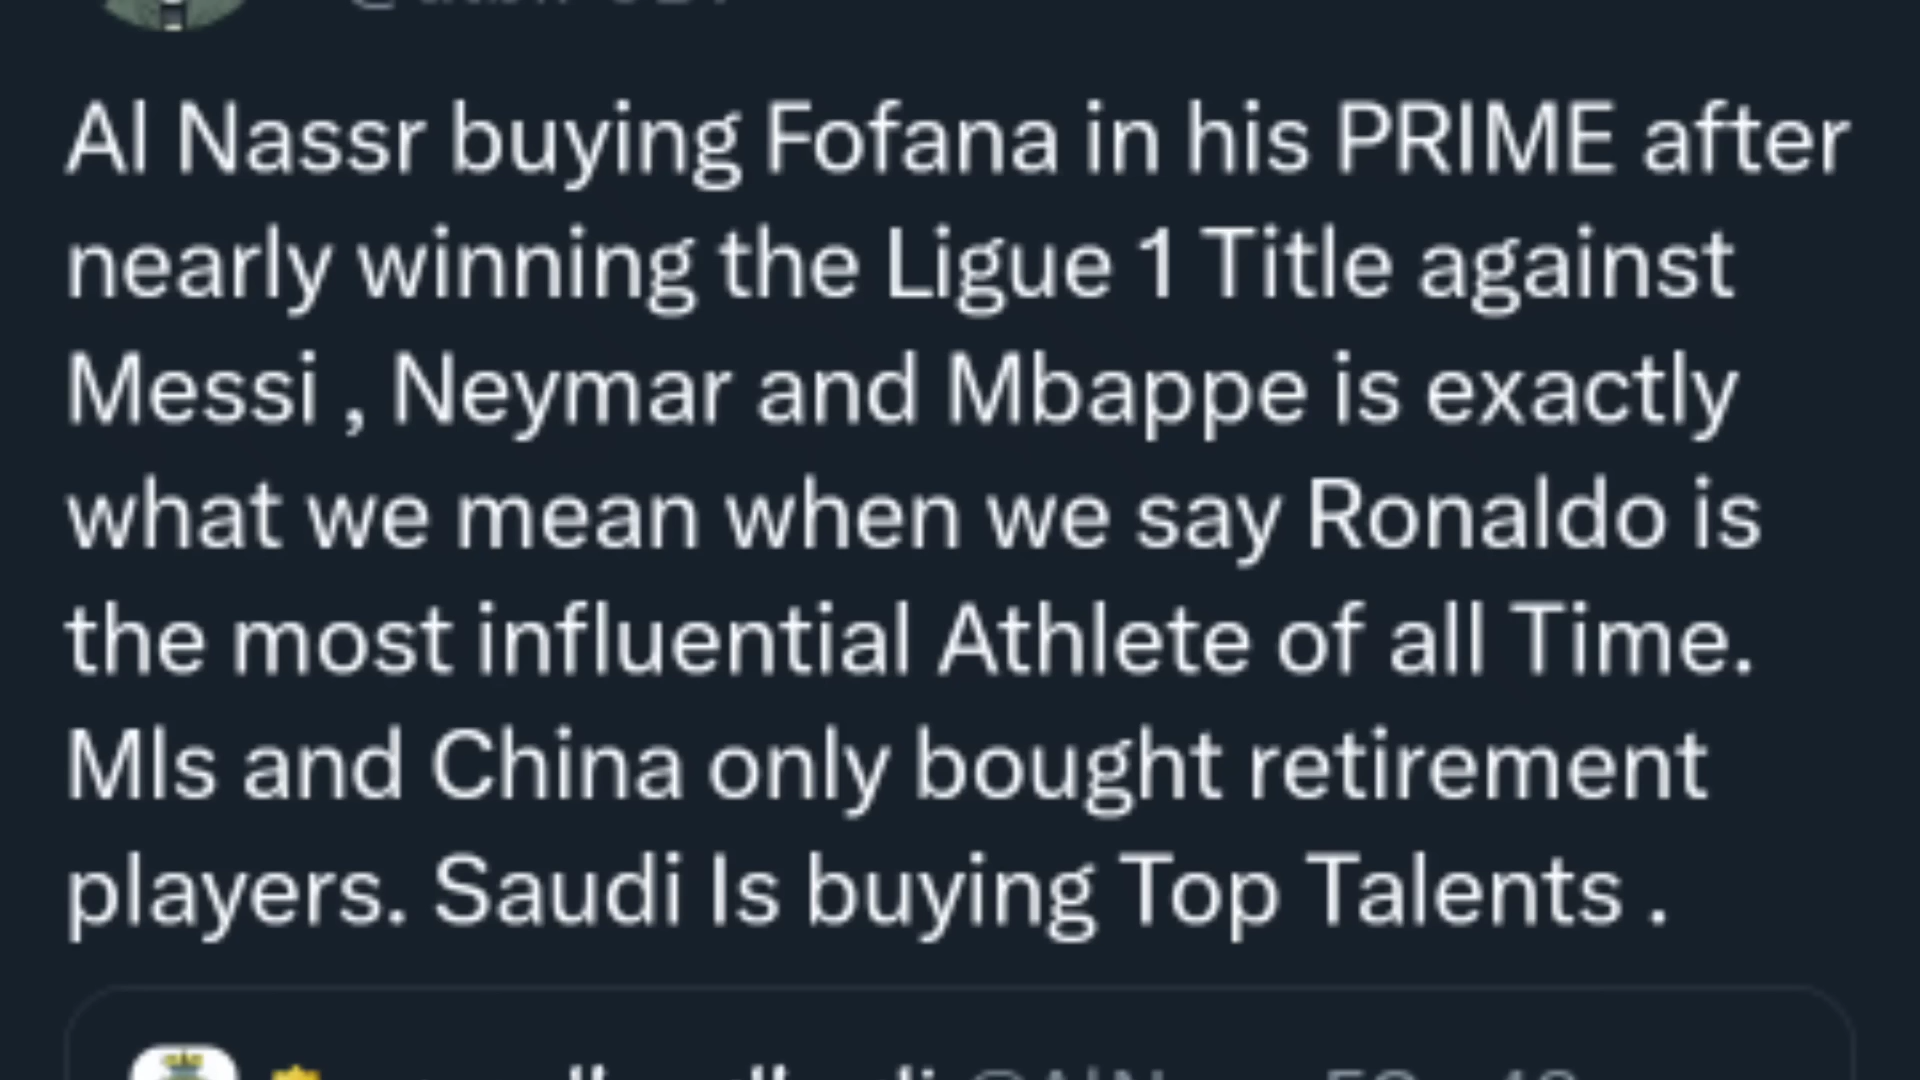 Al Nassr buying Fofana in his PRIME after
nearly winning the Ligue 1 Title against
Messi , Neymar and Mbappe is exactly
what we mean when we say Ronaldo is
the most influential Athlete of all Time.
Mls and China only bought retirement
players. Saudi Is buying Top Talents .